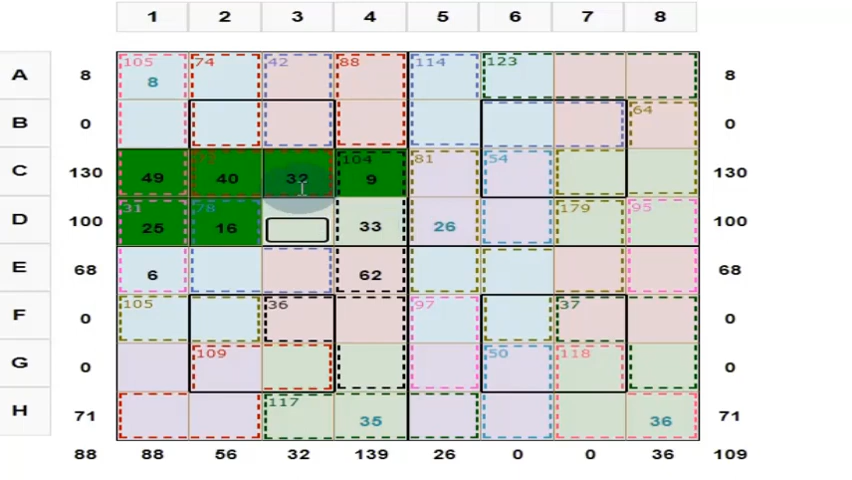 1 2 3 4 5 6 7 8
105 74 42 88 114 123
A 8 8 8
64
B 0 0
104 81 54
C 130 49 40 32 9 130
31 78 179 95
D 100 25 16 33 26 100
E 68 6 62 68
105 36 97 37
F 0 0
109 50 118
G 0 0
117
H 71 35 36 71
88 88 56 32 139 26 0 0 36 109